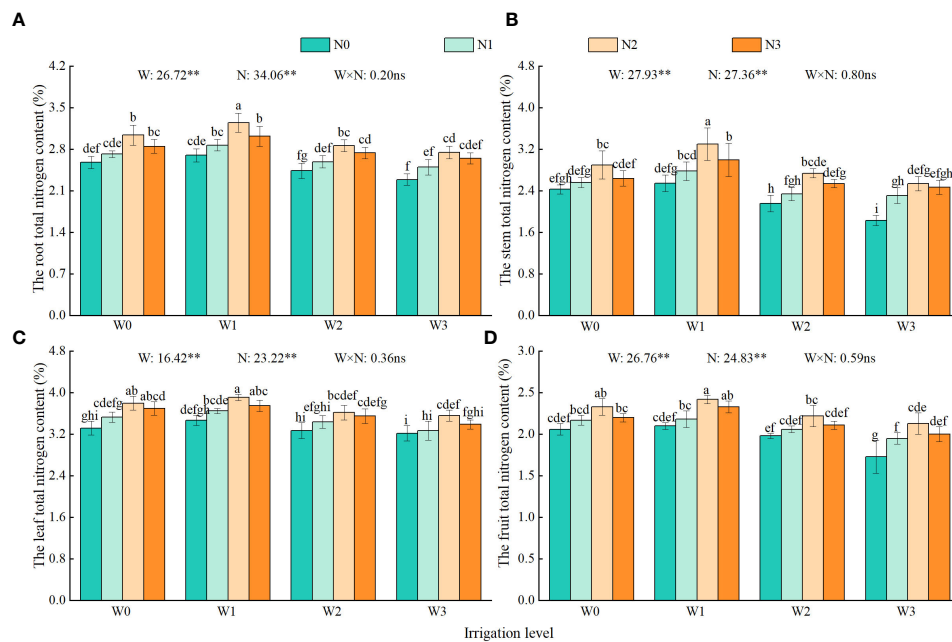 A
B
N0 N1 N2 N3
W: 26.72** N: 34.06** W×N: 0.20ns
The root total nitrogen content (%)
4.2
3.5
2.8
2.1
1.4
0.7
0.0
def cde b bc
cde bc a b
fg def bc cd
f ef cd cdef
W0 W1 W2 W3
W: 27.93** N: 27.36** W×N: 0.80ns
The stem total nitrogen content (%)
4.8
4.0
3.2
2.4
1.6
0.8
0.0
efgh defg bc cdef
defg bcd a b
h fgh bcde defg
i gh defg efgh
W0 W1 W2 W3
C
W: 16.42** N: 23.22** W×N: 0.36ns
The leaf total nitrogen content (%)
4.8
4.0
3.2
2.4
1.6
0.8
0.0
ghi cdefg ab abcd
defgh bcde a abc
hi efghi bcdef cdefg
i hi cdef fghi
W0 W1 W2 W3
D
W: 26.76** N: 24.83** W×N: 0.59ns
The fruit total nitrogen content (%)
3.0
2.5
2.0
1.5
1.0
0.5
0.0
cdef bcd ab bc
cde bc a ab
ef cdef bc cdef
g f cde def
W0 W1 W2 W3
Irrigation level